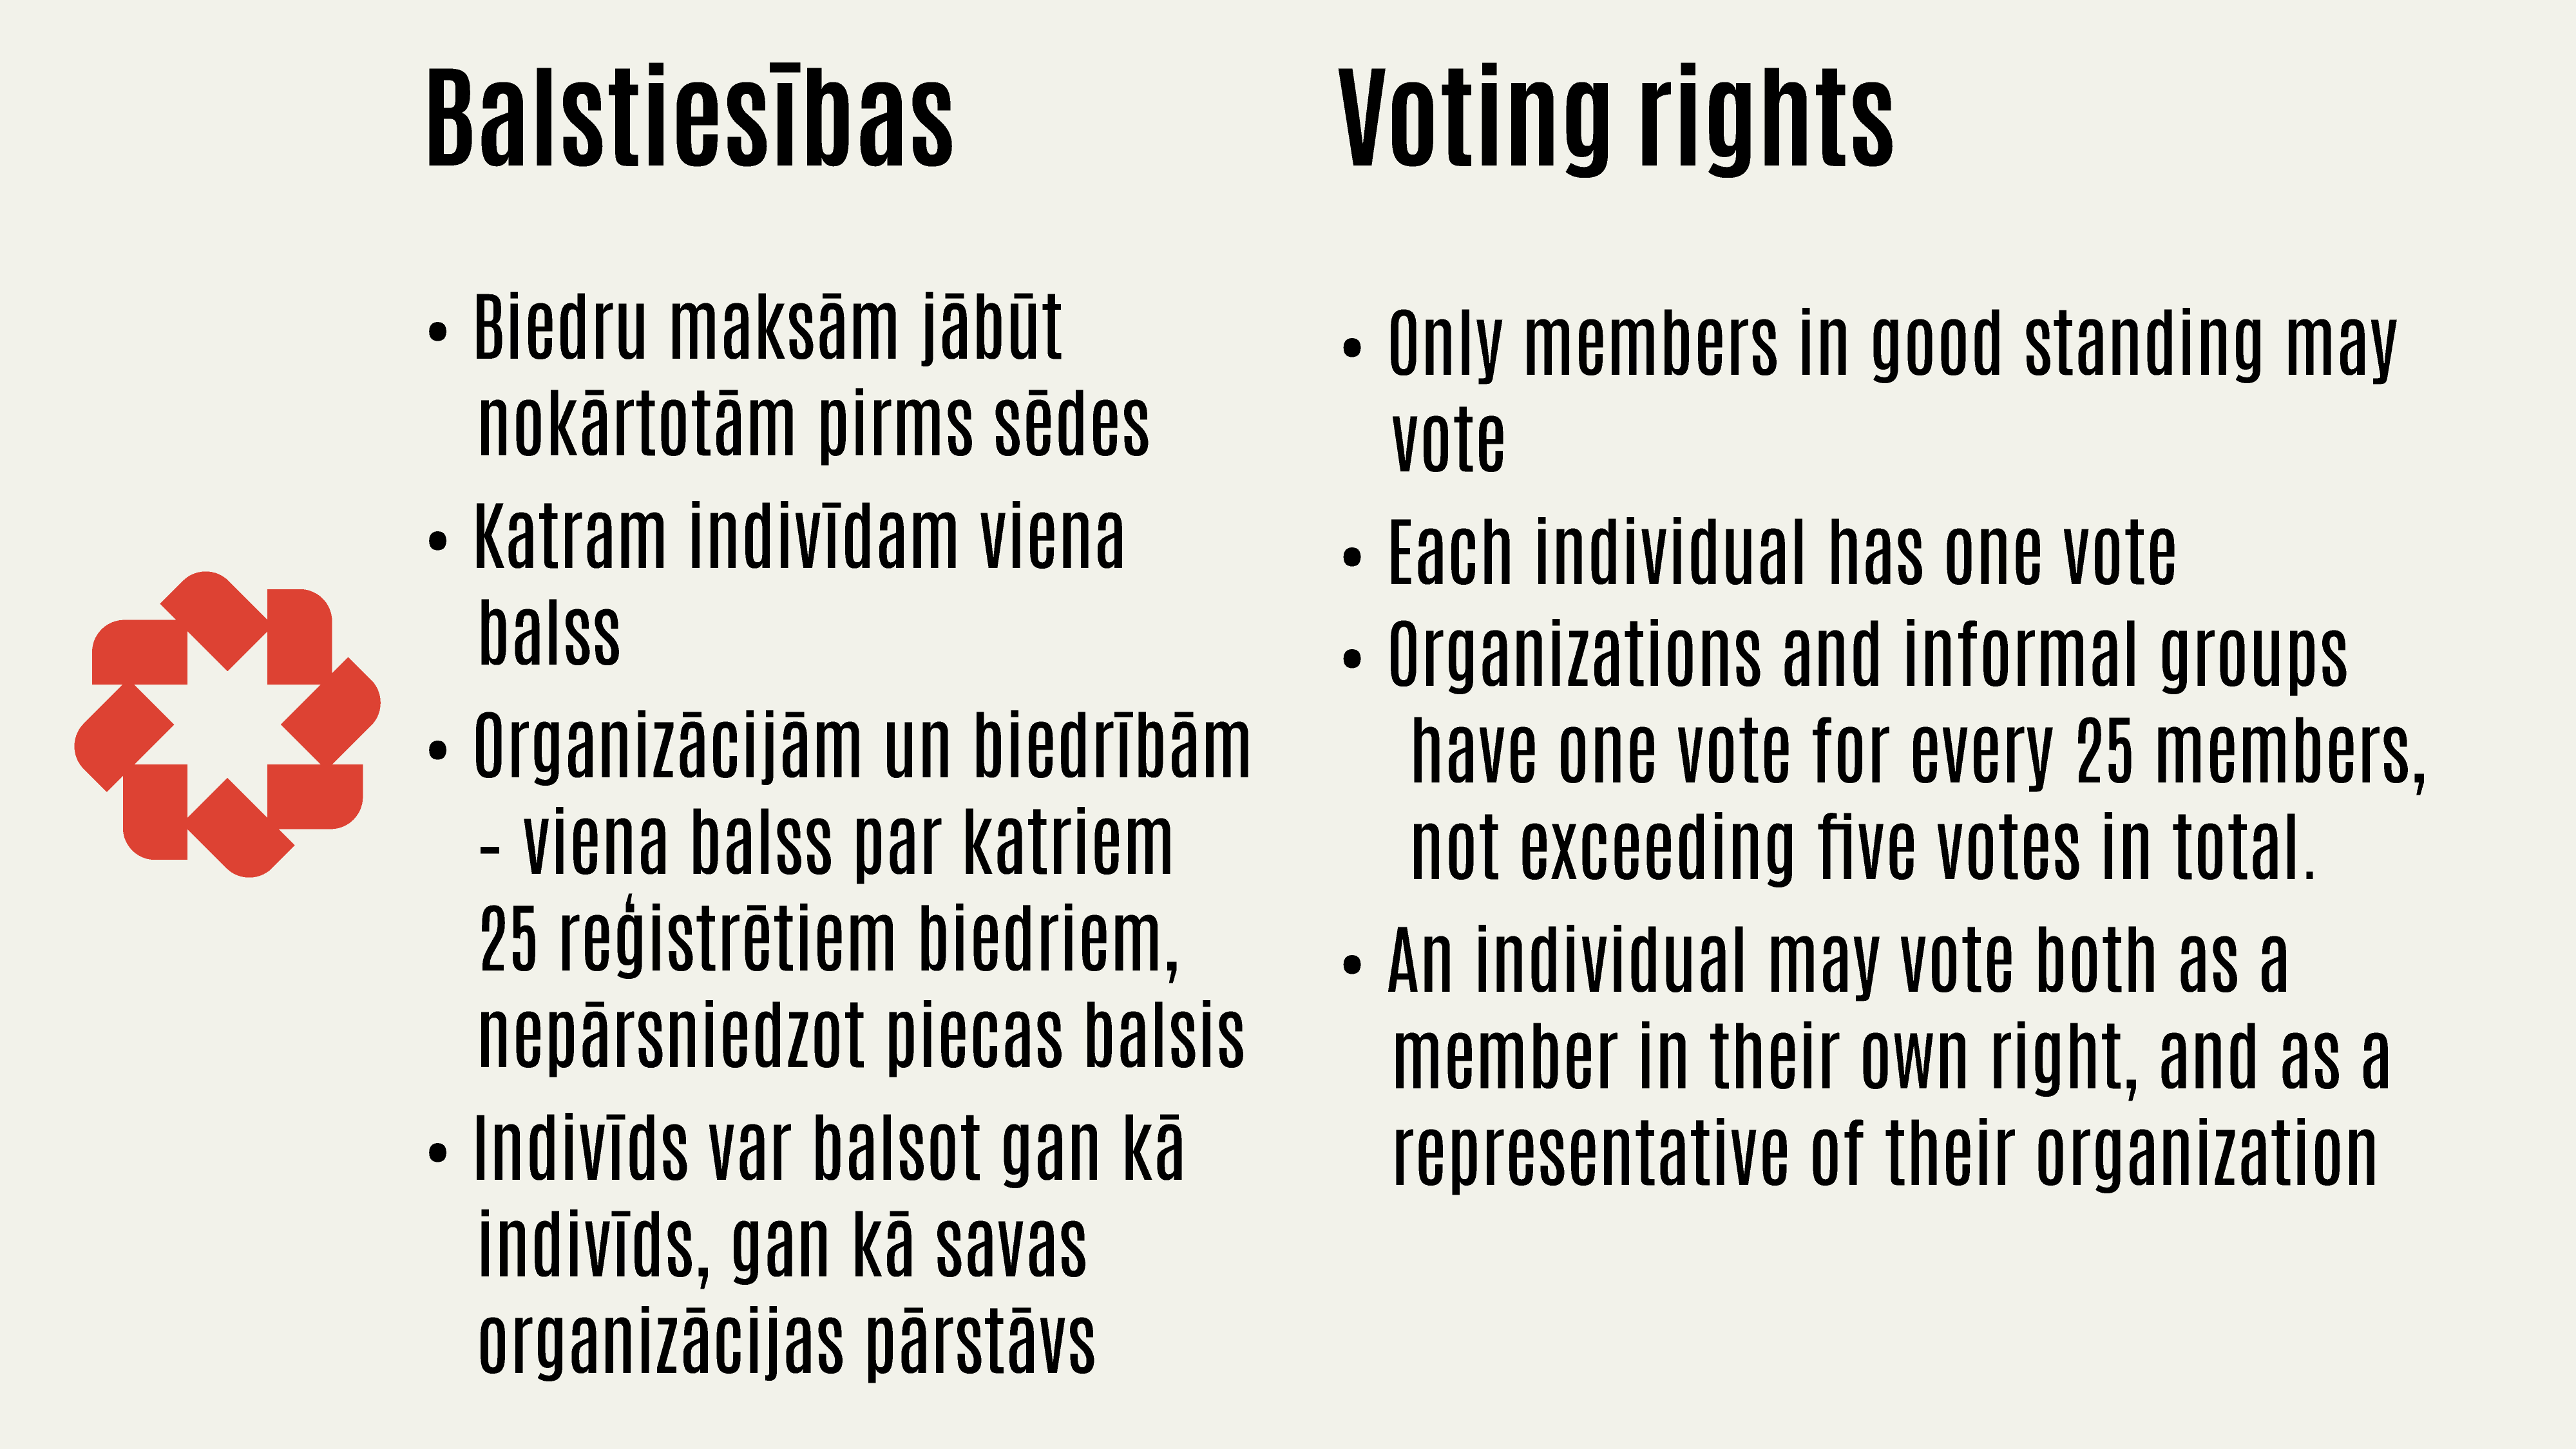 Balstiesības
• Biedru maksām jābūt
nokārtotām pirms sēdes
• Katram indivīdam viena
balss
• Organizācijām un biedrībām
– viena balss par katriem
25 reģistrētiem biedriem,
nepārsniedzot piecas balsis
• Indivīds var balsot gan kā
indivīds, gan kā savas
organizācijas pārstāvs
Voting rights
• Only members in good standing may
vote
• Each individual has one vote
• Organizations and informal groups
have one vote for every 25 members,
not exceeding five votes in total.
• An individual may vote both as a
member in their own right, and as a
representative of their organization